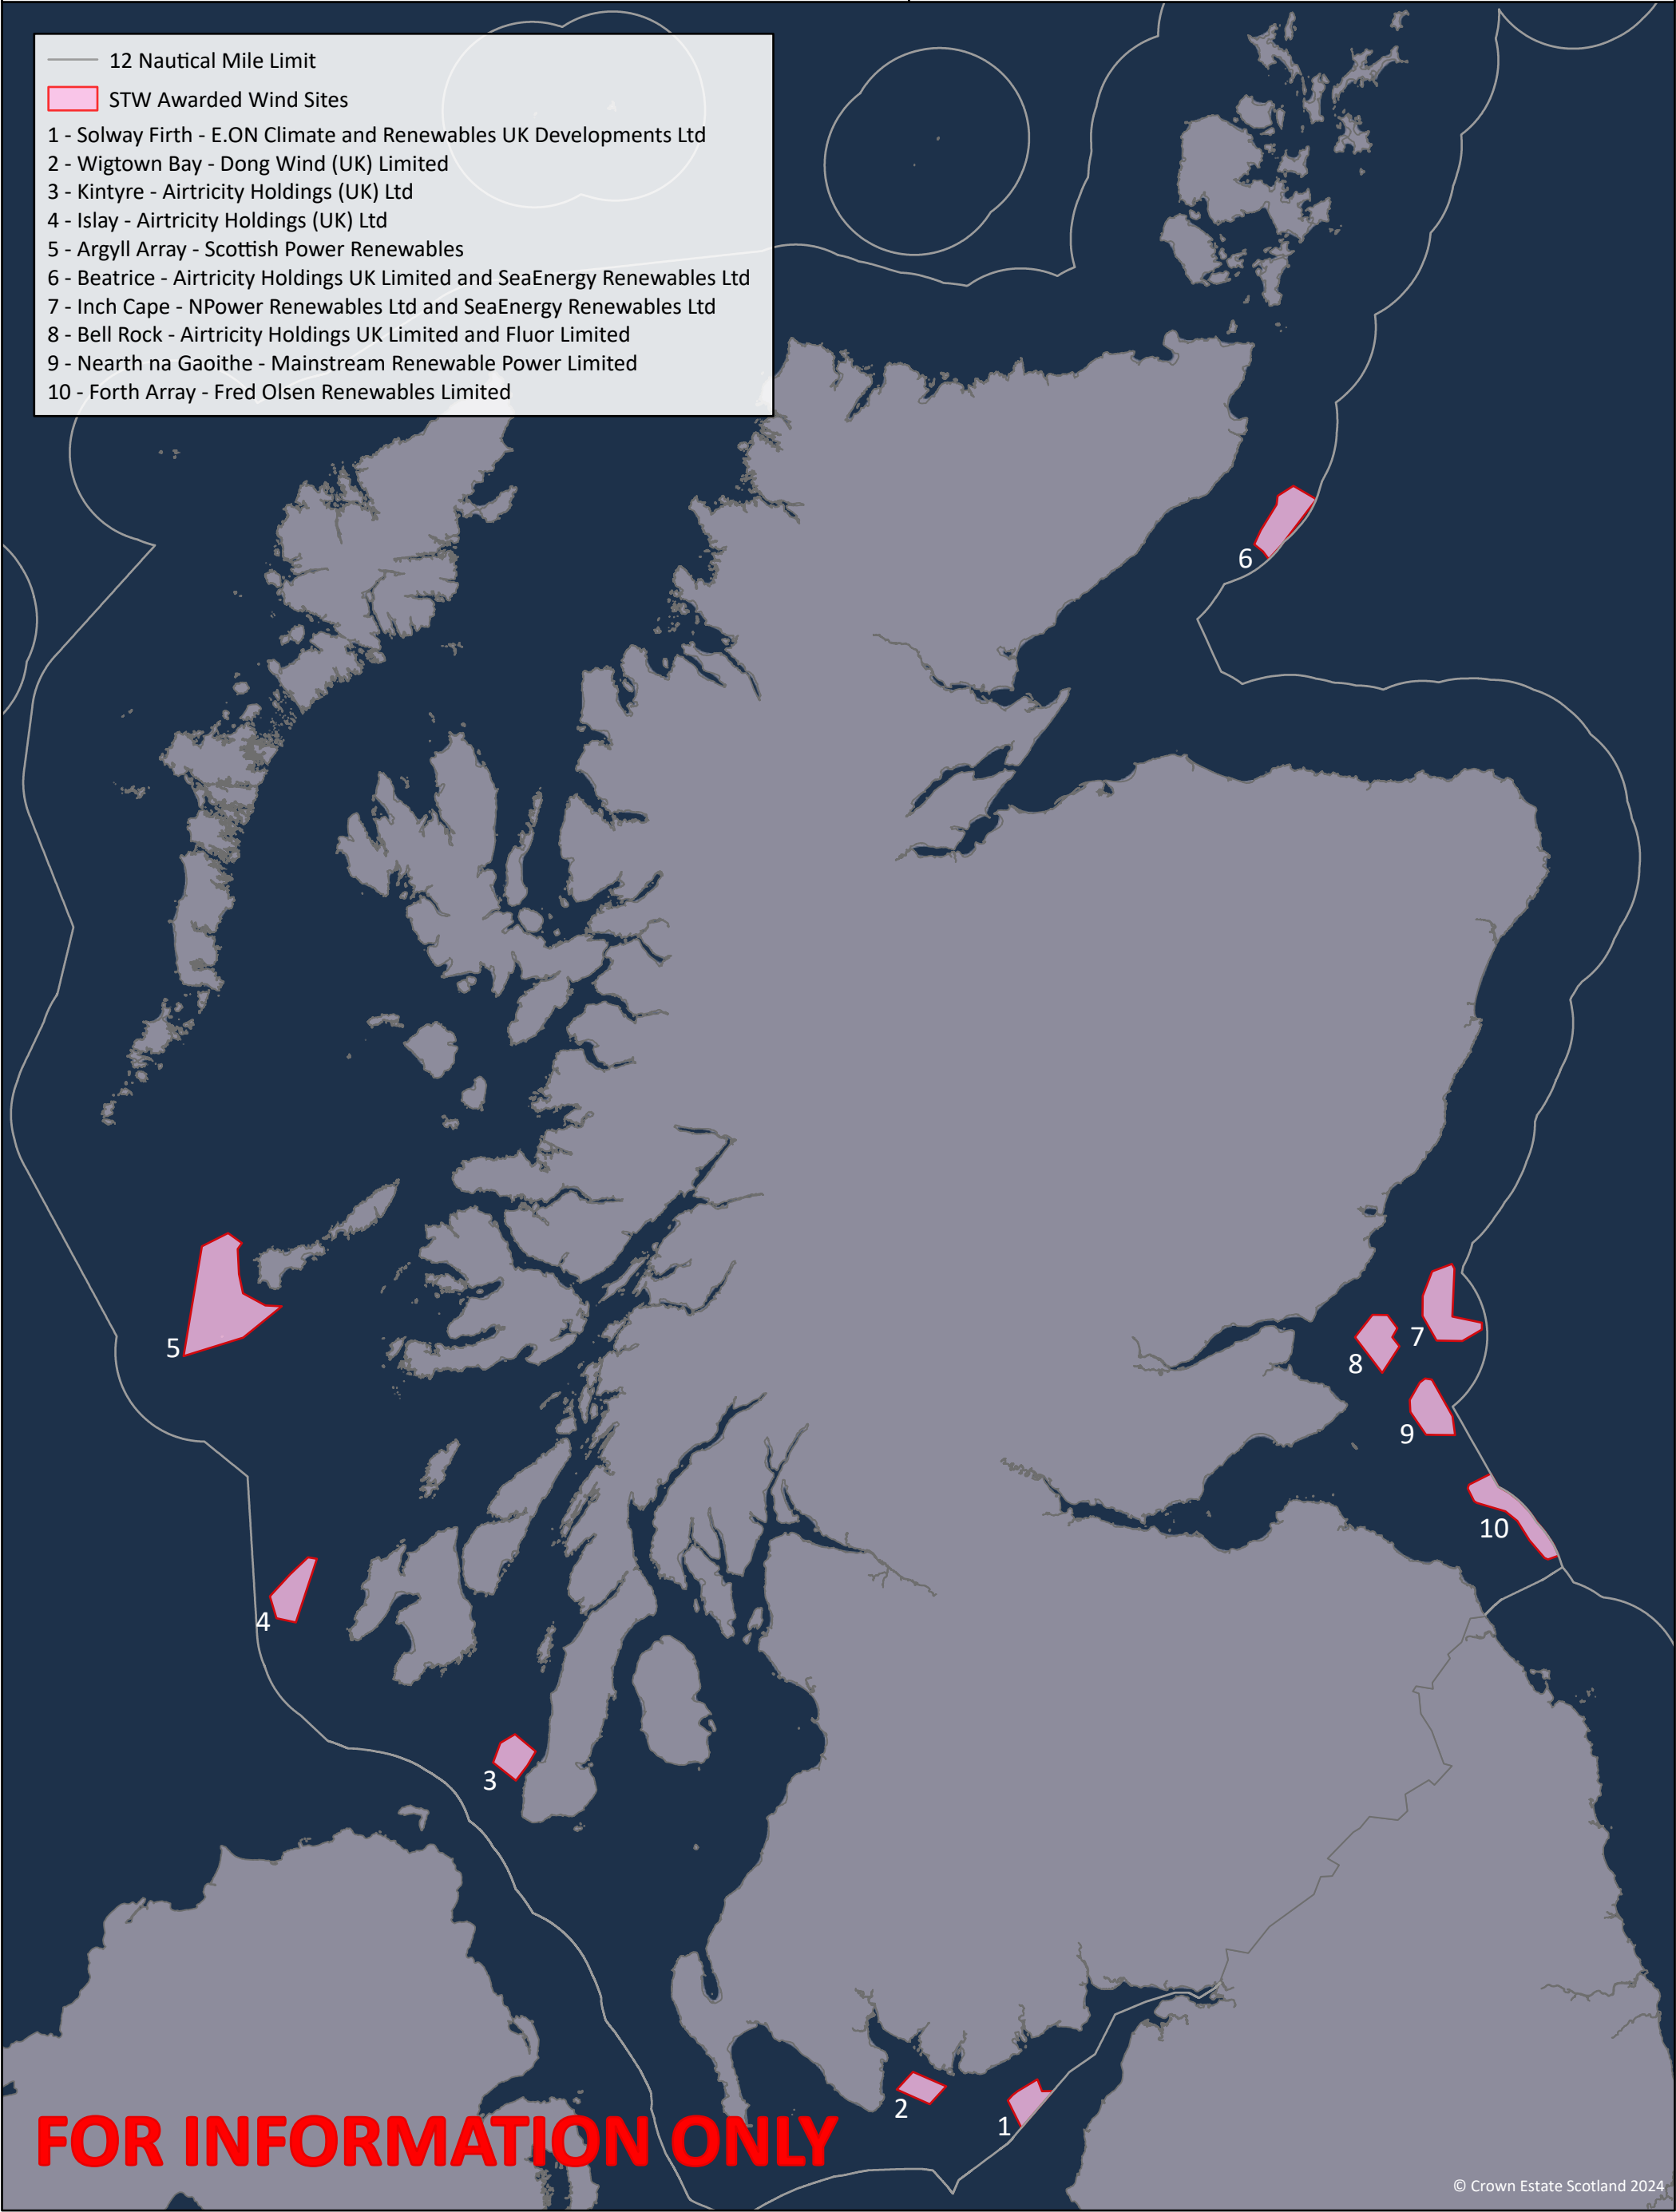 12 Nautical Mile Limit
STW Awarded Wind Sites
1 - Solway Firth - E.ON Climate and Renewables UK Developments Ltd
2 - Wigtown Bay - Dong Wind (UK) Limited
3 - Kintyre - Airtricity Holdings (UK) Ltd
4 - Islay - Airtricity Holdings (UK) Ltd
5 - Argyll Array - Scottish Power Renewables
6 - Beatrice - Airtricity Holdings UK Limited and SeaEnergy Renewables Ltd
7 - Inch Cape - NPower Renewables Ltd and SeaEnergy Renewables Ltd
8 - Bell Rock - Airtricity Holdings UK Limited and Fluor Limited
9 - Nearth na Gaoithe - Mainstream Renewable Power Limited
10 - Forth Array - Fred Olsen Renewables Limited
6
5
7
8
9
10
4
3
2
1
FOR INFORMATION ONLY
© Crown Estate Scotland 2024